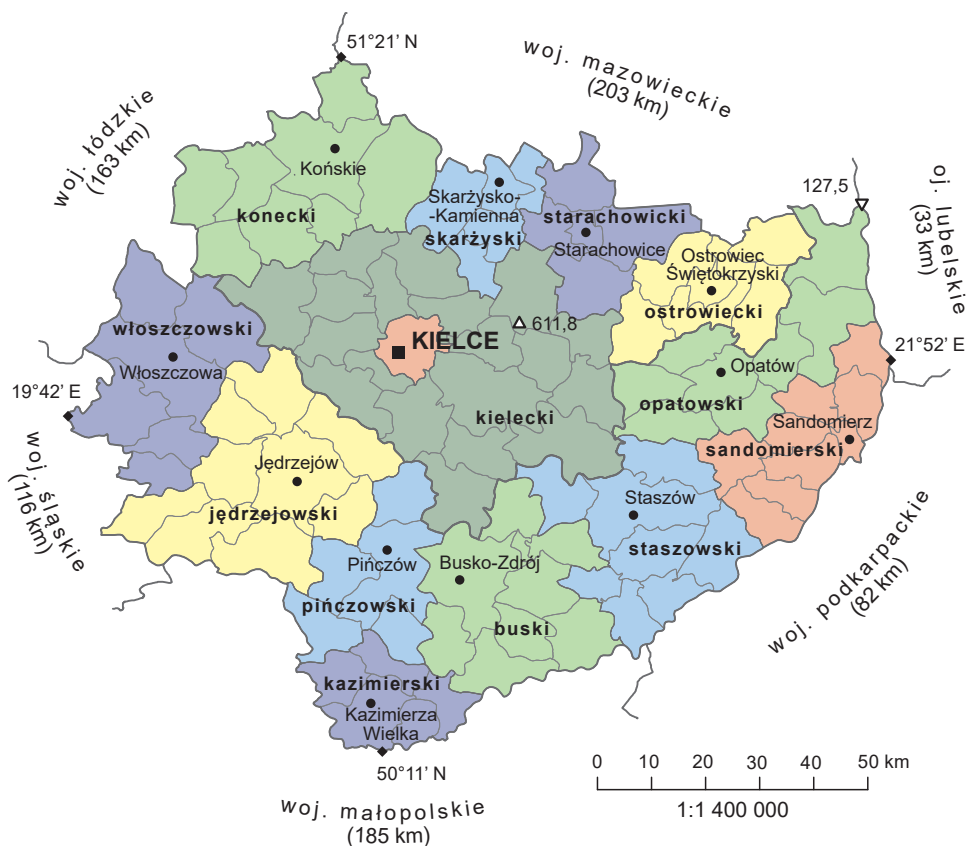 51°21’ N
woj. mazowieckie
(203 km)
woj. łódzkie
(163 km)
Końskie
konecki
Skarżysko-
-Kamienna
skarżyski
starachowicki
Starachowice
127,5
oj. lubelskie
(33 km)
Ostrowiec
Świętokrzyski
ostrowiecki
włoszczowski
Włoszczowa
KIELCE
611,8
21°52’ E
19°42’ E
Opatów
opatowski
kielecki
Sandomierz
sandomierski
woj. śląskie
(116 km)
Jędrzejów
jędrzejowski
Staszów
staszowski
Pińczów
pińczowski
Busko-Zdrój
buski
woj. podkarpackie
(82 km)
kazimierski
Kazimierza
Wielka
50°11’ N
woj. małopolskie
(185 km)
0 10 20 30 40 50 km
1:1 400 000